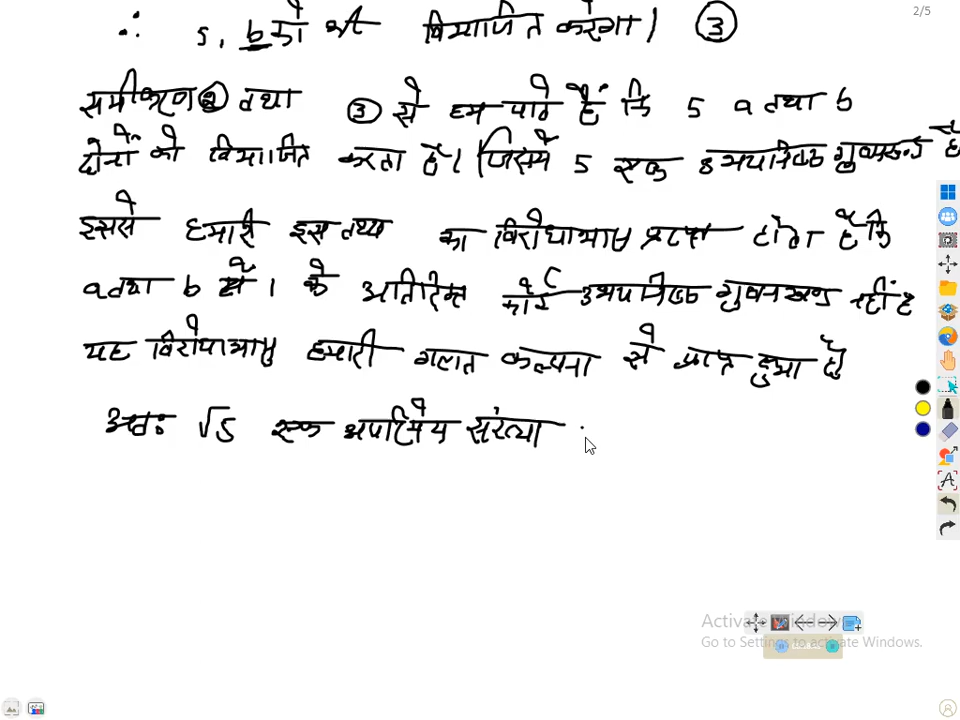 2/5
∴ 5, b को भी विभाजित करेगा। ③
समीकरण ② तथा ③ से हम पाते हैं कि 5 a तथा b
दोनों को विभाजित करता है। जिसमें 5 एक उभयनिष्ठ गुणनखण्ड है
इससे हमारी इस तथ्य का विरोधाभास प्राप्त होता है कि
a तथा b में 1 के अतिरिक्त कोई उभयनिष्ठ गुणनखण्ड नहीं है
यह विरोधाभास हमारी गलत कल्पना से प्राप्त हुआ है
अतः √5 एक अपरिमेय संख्या
Activate Windows
Go to Settings to activate Windows.